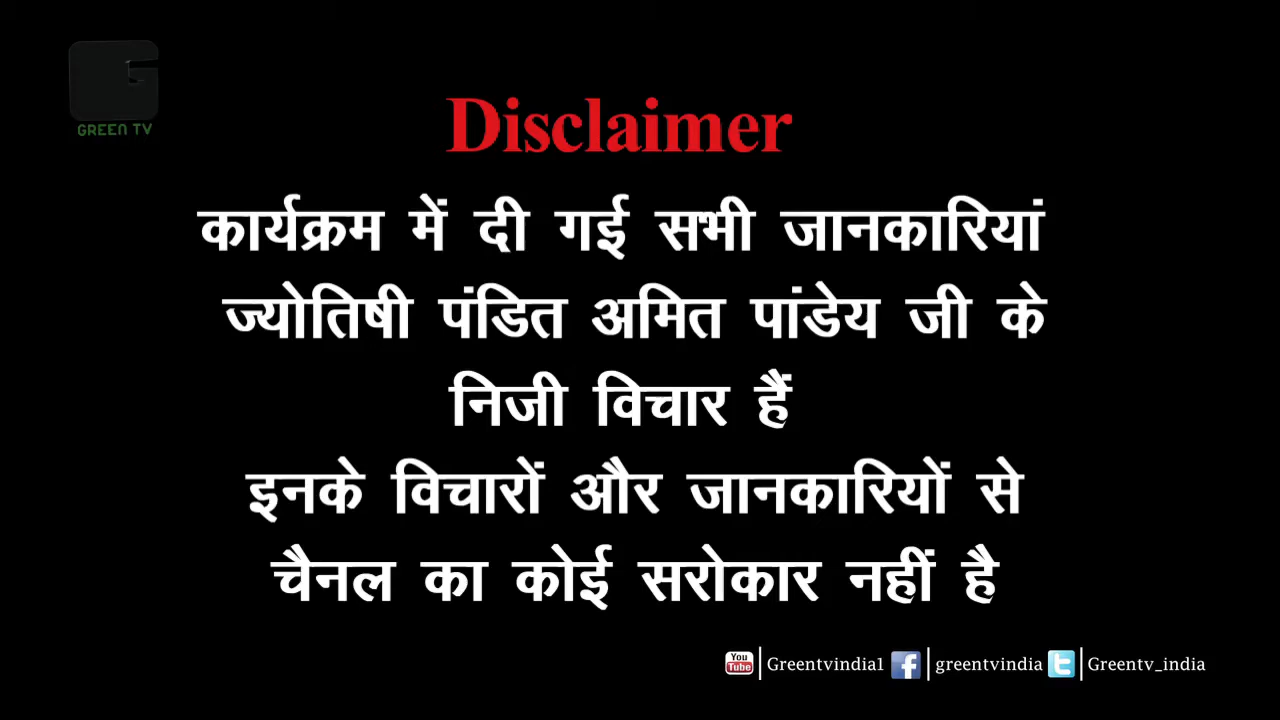 GREEN TV
Disclaimer
कार्यक्रम में दी गई सभी जानकारियां
ज्योतिषी पंडित अमित पांडेय जी के
निजी विचार हैं
इनके विचारों और जानकारियों से
चैनल का कोई सरोकार नहीं है
You Tube Greentvindia1 f greentvindia t Greentv_india